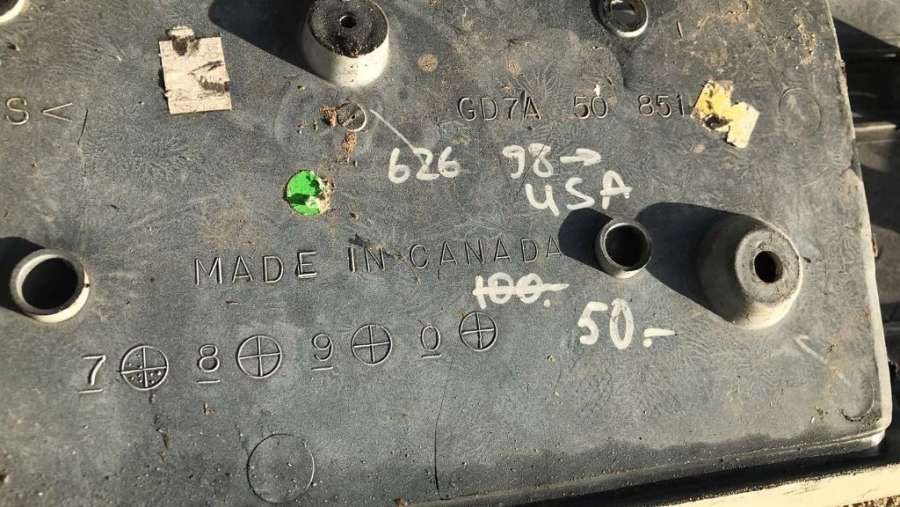 S<
GD7A 50 851
626 98→
USA
MADE IN CANADA
100.
50.-
7 8 9 0